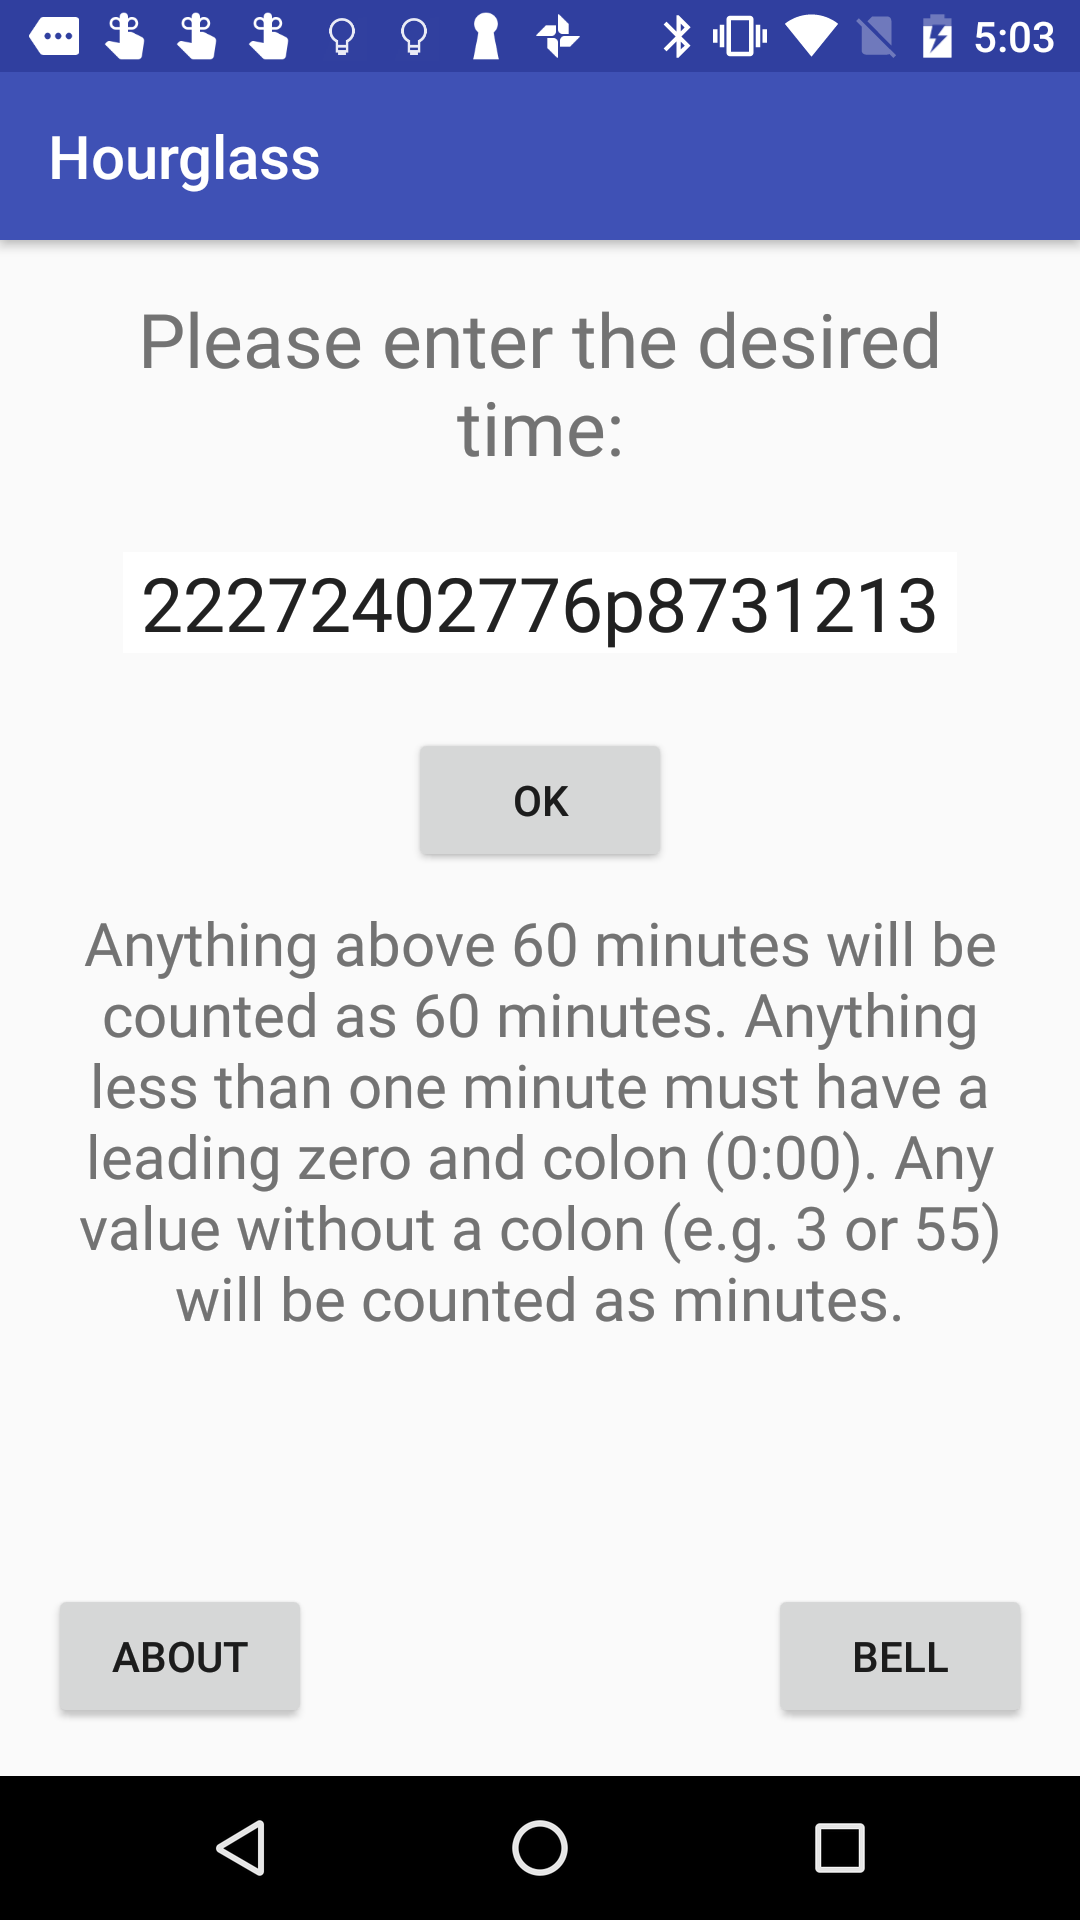 5:03
Hourglass
Please enter the desired
time:
22272402776p8731213
OK
Anything above 60 minutes will be
counted as 60 minutes. Anything
less than one minute must have a
leading zero and colon (0:00). Any
value without a colon (e.g. 3 or 55)
will be counted as minutes.
ABOUT
BELL